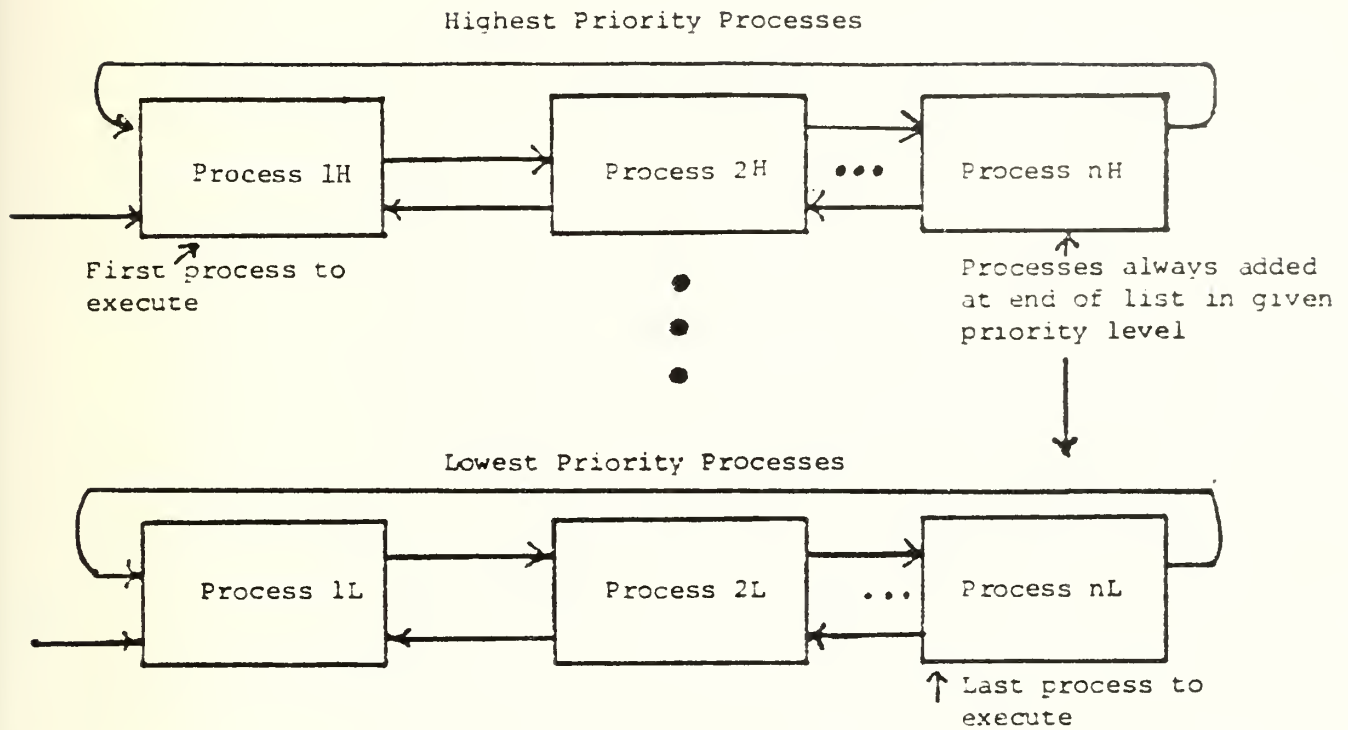 Highest Priority Processes
Process 1H
Process 2H
•••
Process nH
First process to
execute
Processes always added
at end of list in given
priority level
Lowest Priority Processes
Process 1L
Process 2L
...
Process nL
Last process to
execute